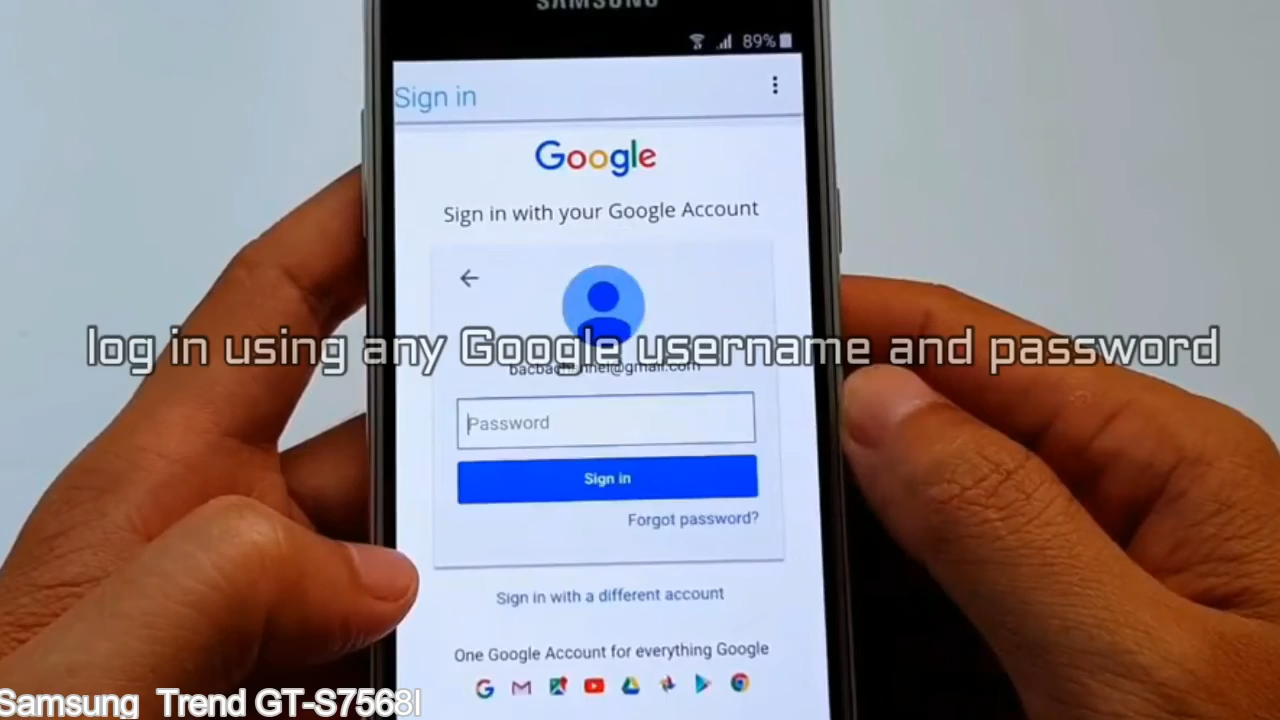 SAMSUNG
89%
Sign in
Google
Sign in with your Google Account
log in using any Google username and password
Password
Sign in
Forgot password?
Sign in with a different account
One Google Account for everything Google
Samsung Trend GT-S7568I